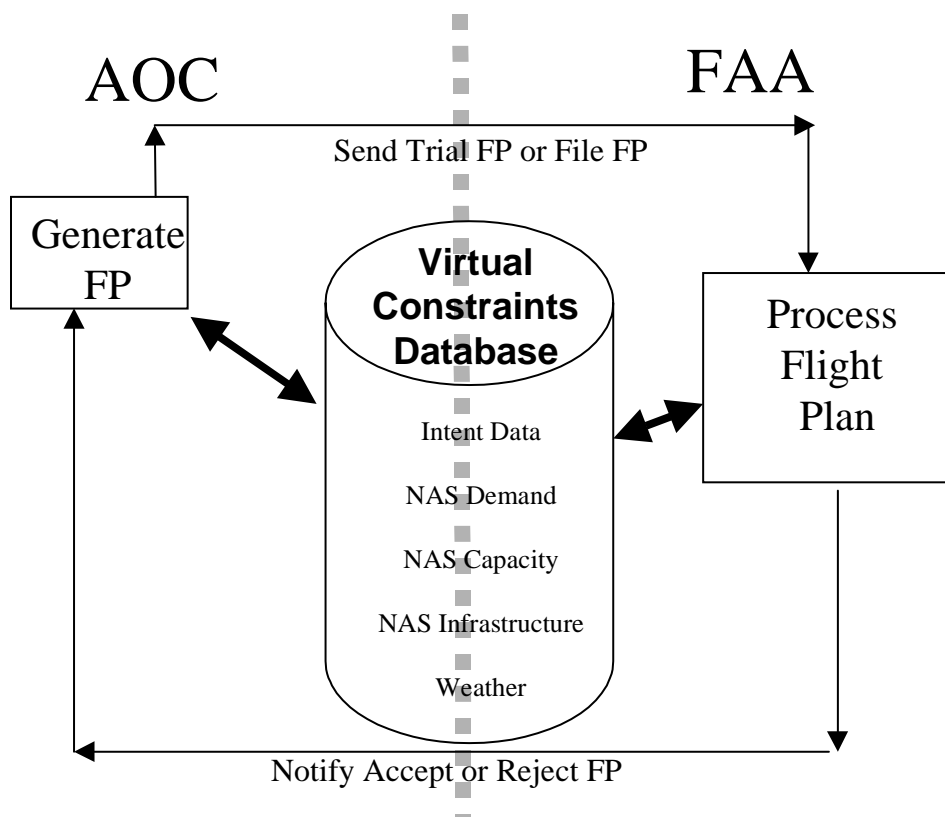 AOC
FAA
Send Trial FP or File FP
Generate
FP
Virtual
Constraints
Database
Process
Flight
Plan
Intent Data
NAS Demand
NAS Capacity
NAS Infrastructure
Weather
Notify Accept or Reject FP